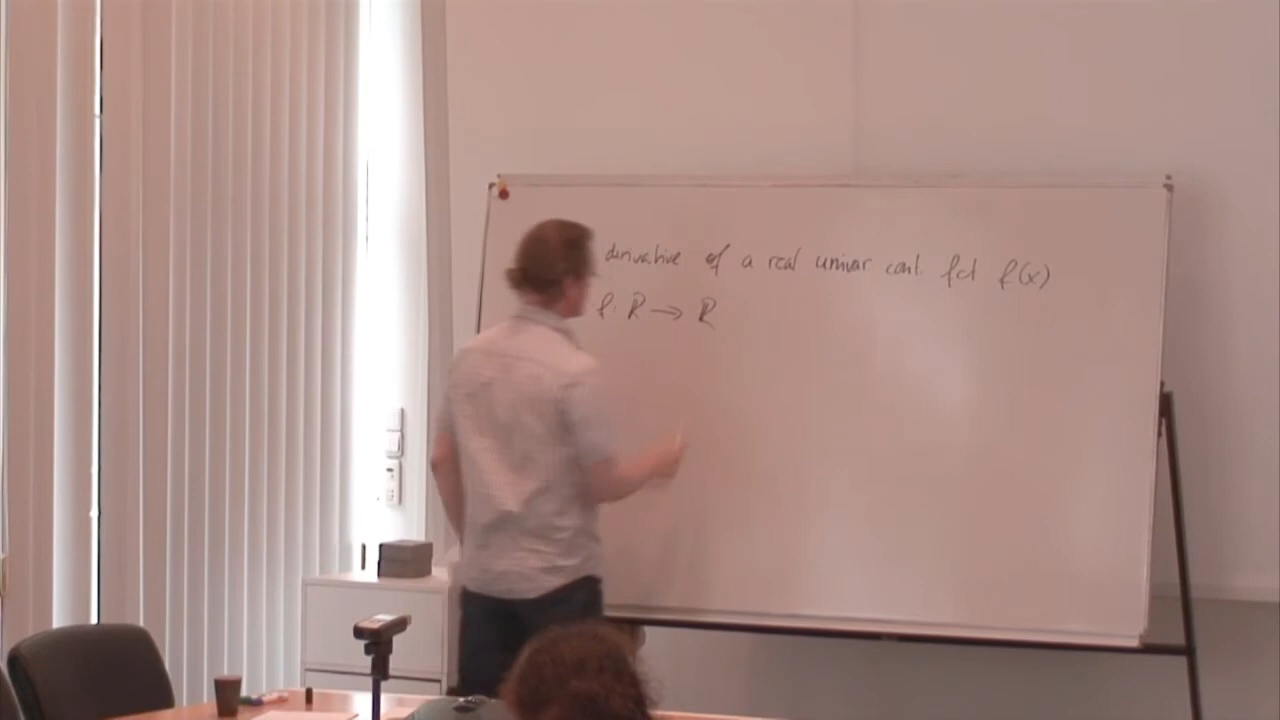 derivative of a real univar cont. fct f(x)
f: R → R